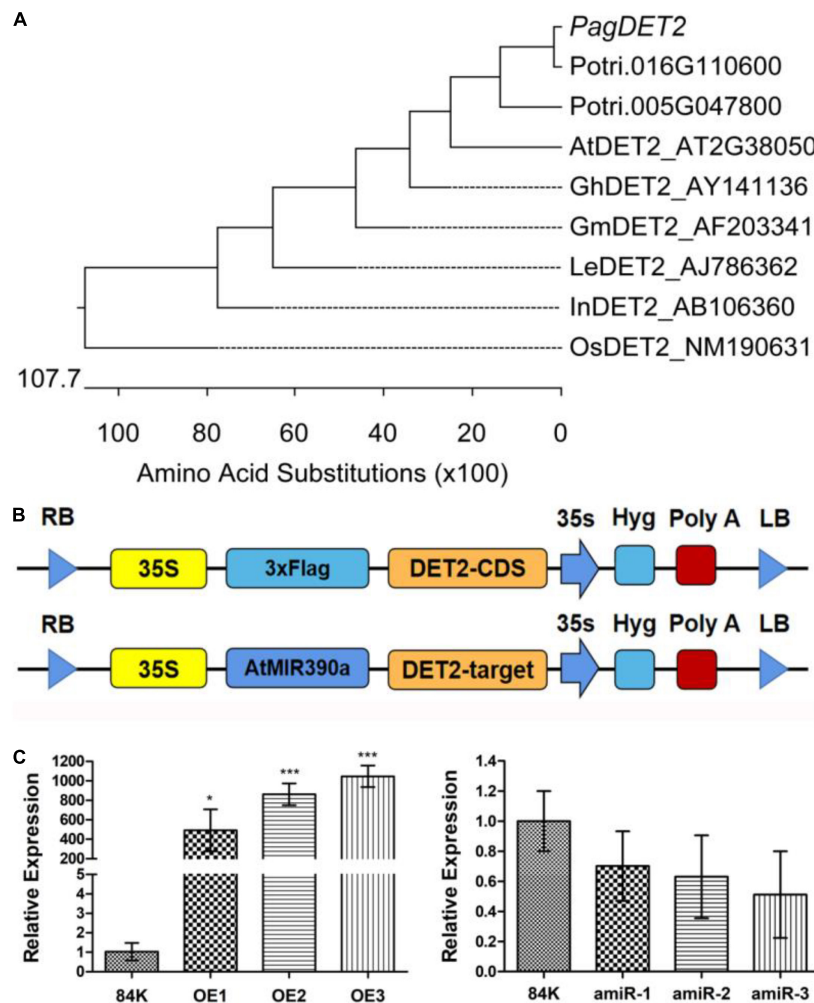 A
PagDET2
Potri.016G110600
Potri.005G047800
AtDET2_AT2G38050
GhDET2_AY141136
GmDET2_AF203341
LeDET2_AJ786362
InDET2_AB106360
OsDET2_NM190631
107.7
100 80 60 40 20 0
Amino Acid Substitutions (x100)
B
RB 35s Hyg Poly A LB
35S 3xFlag DET2-CDS
RB 35s Hyg Poly A LB
35S AtMIR390a DET2-target
C
Relative Expression
1200
1000
800
600
400
200
5
4
3
2
1
0
* *** ***
84K OE1 OE2 OE3
Relative Expression
1.4
1.2
1.0
0.8
0.6
0.4
0.2
0.0
84K amiR-1 amiR-2 amiR-3